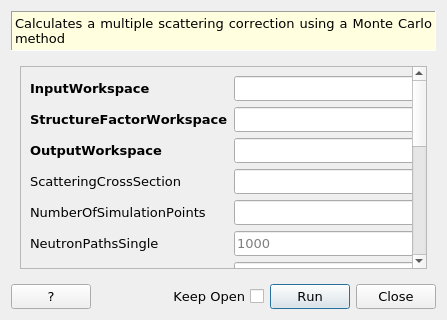 Calculates a multiple scattering correction using a Monte Carlo
method
InputWorkspace
StructureFactorWorkspace
OutputWorkspace
ScatteringCrossSection
NumberOfSimulationPoints
NeutronPathsSingle 1000
? Keep Open Run Close